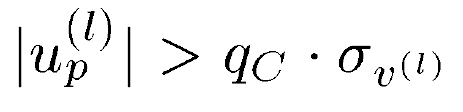 |u_p^{(l)}| > q_C · σ_{v^{(l)}}